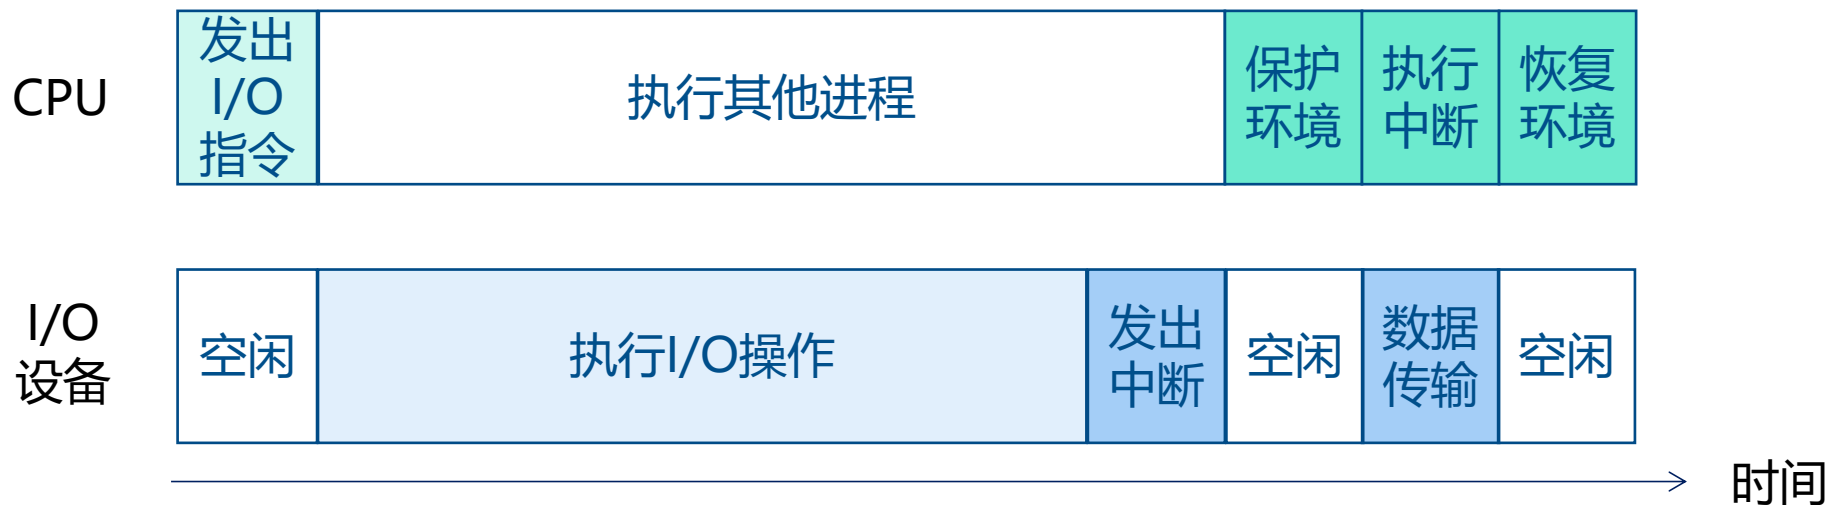 CPU
发出
I/O
指令
执行其他进程
保护
环境
执行
中断
恢复
环境
I/O
设备
空闲
执行I/O操作
发出
中断
空闲
数据
传输
空闲
时间